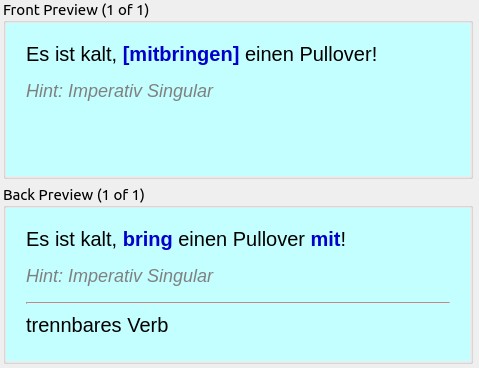 Front Preview (1 of 1)
Es ist kalt, [mitbringen] einen Pullover!
Hint: Imperativ Singular
Back Preview (1 of 1)
Es ist kalt, bring einen Pullover mit!
Hint: Imperativ Singular
trennbares Verb